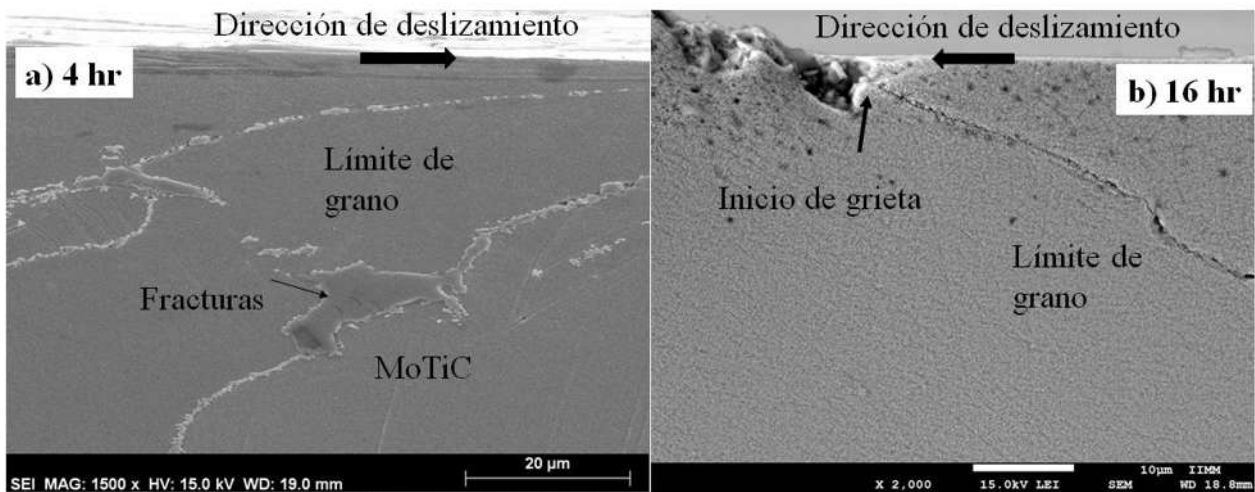 Dirección de deslizamiento
a) 4 hr
Límite de
grano
Fracturas
MoTiC
20 µm
SEI MAG: 1500 x HV: 15.0 kV WD: 19.0 mm
Dirección de deslizamiento
b) 16 hr
Inicio de grieta
Límite de
grano
10µm IIMM
X 2,000 15.0kV LEI SEM WD 18.8mm